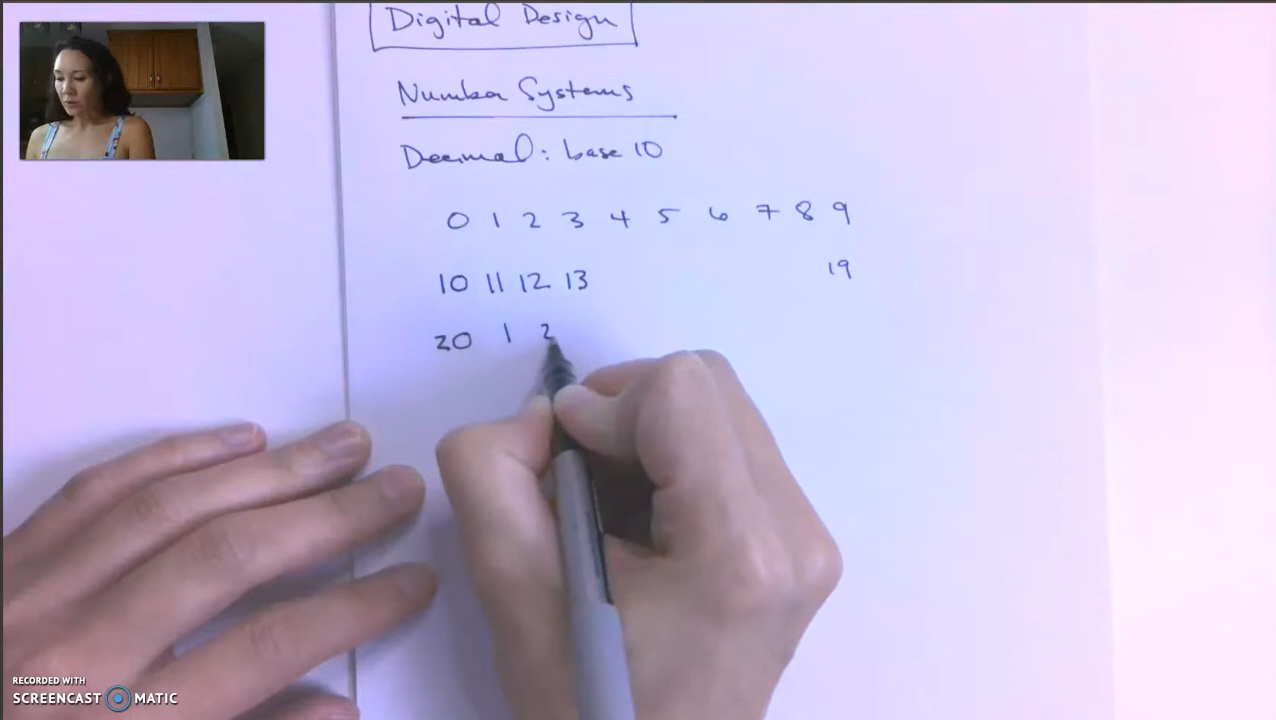 Digital Design
Number Systems
Decimal: base 10
0 1 2 3 4 5 6 7 8 9
10 11 12 13 19
20 1 2
RECORDED WITH
SCREENCAST MATIC